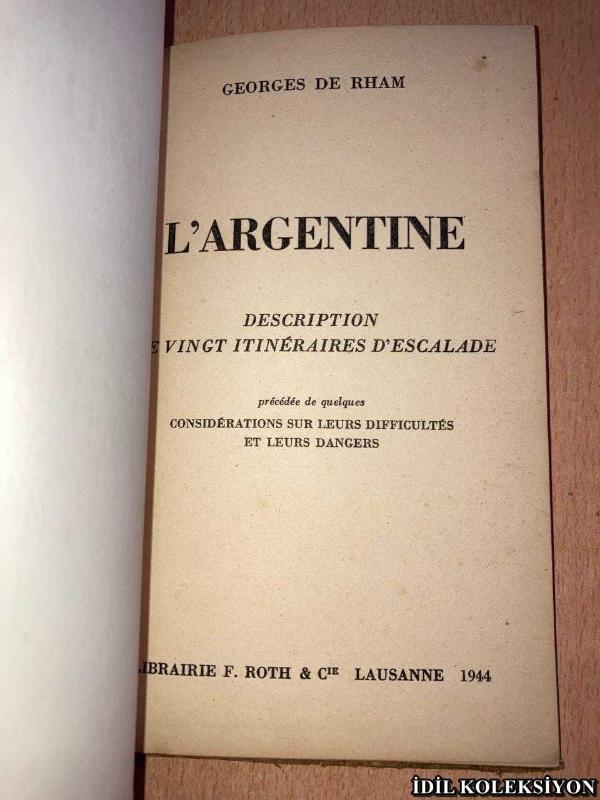 GEORGES DE RHAM
L'ARGENTINE
DESCRIPTION
E VINGT ITINÉRAIRES D'ESCALADE
précédée de quelques
CONSIDÉRATIONS SUR LEURS DIFFICULTÉS
ET LEURS DANGERS
LIBRAIRIE F. ROTH & CIE LAUSANNE 1944
İDİL KOLEKSİYON